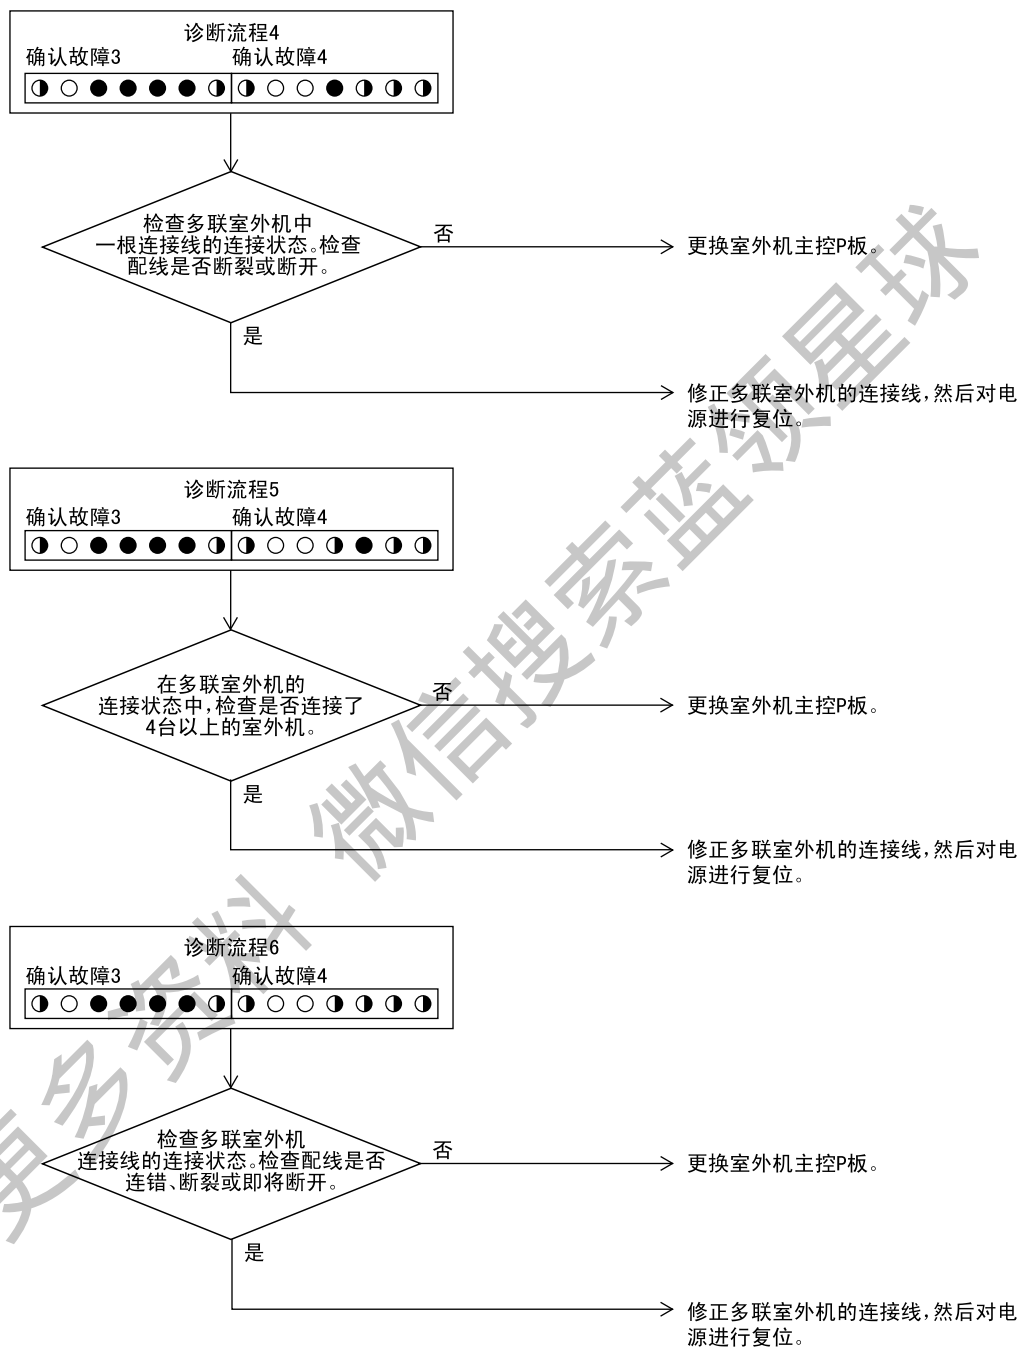 诊断流程4
确认故障3 确认故障4
检查多联室外机中
一根连接线的连接状态。检查
配线是否断裂或断开。
否
更换室外机主控P板。
是
修正多联室外机的连接线，然后对电
源进行复位。
诊断流程5
确认故障3 确认故障4
在多联室外机的
连接状态中，检查是否连接了
4台以上的室外机。
否
更换室外机主控P板。
是
修正多联室外机的连接线，然后对电
源进行复位。
诊断流程6
确认故障3 确认故障4
检查多联室外机
连接线的连接状态。检查配线是否
连错、断裂或即将断开。
否
更换室外机主控P板。
是
修正多联室外机的连接线，然后对电
源进行复位。
更多资料 微信搜索蓝领星球